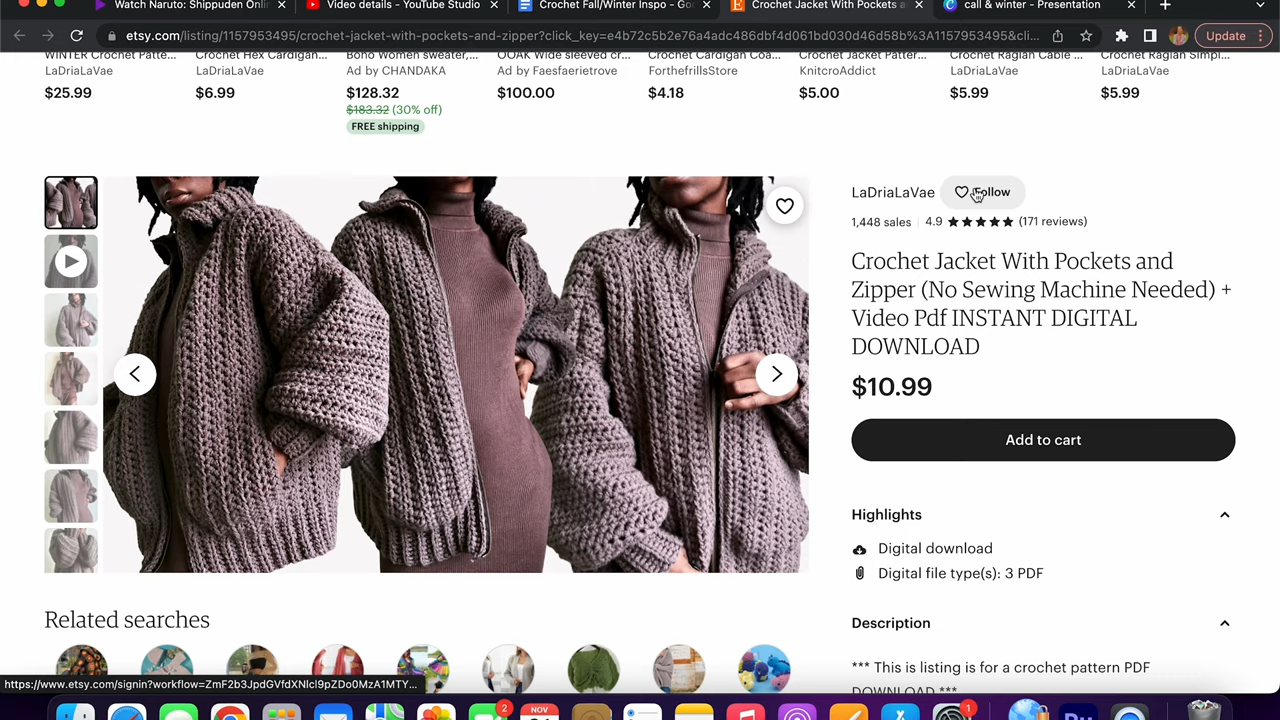 Watch Naruto: Shippuden Onli
Video details - YouTube Studio
Crochet Fall/Winter Inspo - Go
Crochet Jacket With Pockets a
call & winter - Presentation
etsy.com/listing/1157953495/crochet-jacket-with-pockets-and-zipper?click_key=e4b72c5b2e76a4adc486dbf4d061bd030d46d58b%3A1157953495&cli...
Update
WINTER Crochet Patte...
LaDriaLaVae
$25.99
Crochet Hex Cardigan...
LaDriaLaVae
$6.99
Boho Women sweater,...
Ad by CHANDAKA
$128.32
$183.32 (30% off)
FREE shipping
OOAK Wide sleeved cr...
Ad by Faesfaerietrove
$100.00
Crochet Cardigan Coa...
ForthefrillsStore
$4.18
Crochet Jacket Patter...
KnitcroAddict
$5.00
Crochet Raglan Cable ...
LaDriaLaVae
$5.99
Crochet Raglan Simpl...
LaDriaLaVae
$5.99
LaDriaLaVae
Follow
1,448 sales
4.9
(171 reviews)
Crochet Jacket With Pockets and
Zipper (No Sewing Machine Needed) +
Video Pdf INSTANT DIGITAL
DOWNLOAD
$10.99
Add to cart
Highlights
Digital download
Digital file type(s): 3 PDF
Description
*** This is listing is for a crochet pattern PDF
DOWNLOAD ***
Related searches
https://www.etsy.com/signin?workflow=ZmF2b3JpdGVfdXNlcl9pZDo0MzA1MTY...
2
NOV
1
Pu